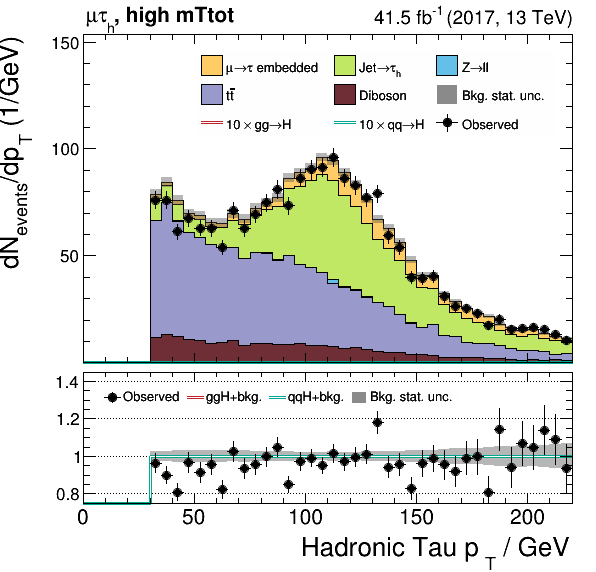 μτh, high mTtot 41.5 fb-1 (2017, 13 TeV)
dNevents/dpT (1/GeV)
150
μ→τ embedded Jet→τh Z→ll
tt̄ Diboson Bkg. stat. unc.
10 × gg→H 10 × qq→H Observed
100
50
1.4
Observed ggH+bkg. qqH+bkg. Bkg. stat. unc.
1.2
1
0.8
0 50 100 150 200
Hadronic Tau pT / GeV